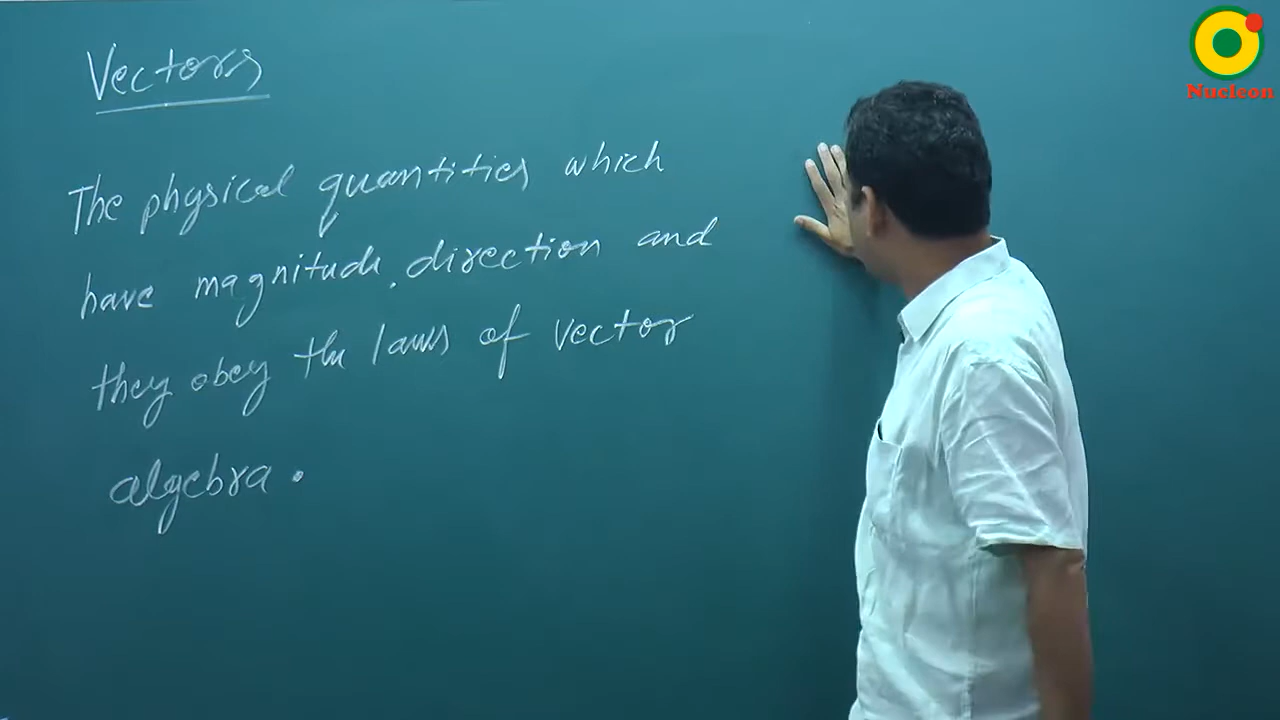 Vectors
The physical quantities which
have magnitude, direction and
they obey the laws of vector
algebra.
Nucleon